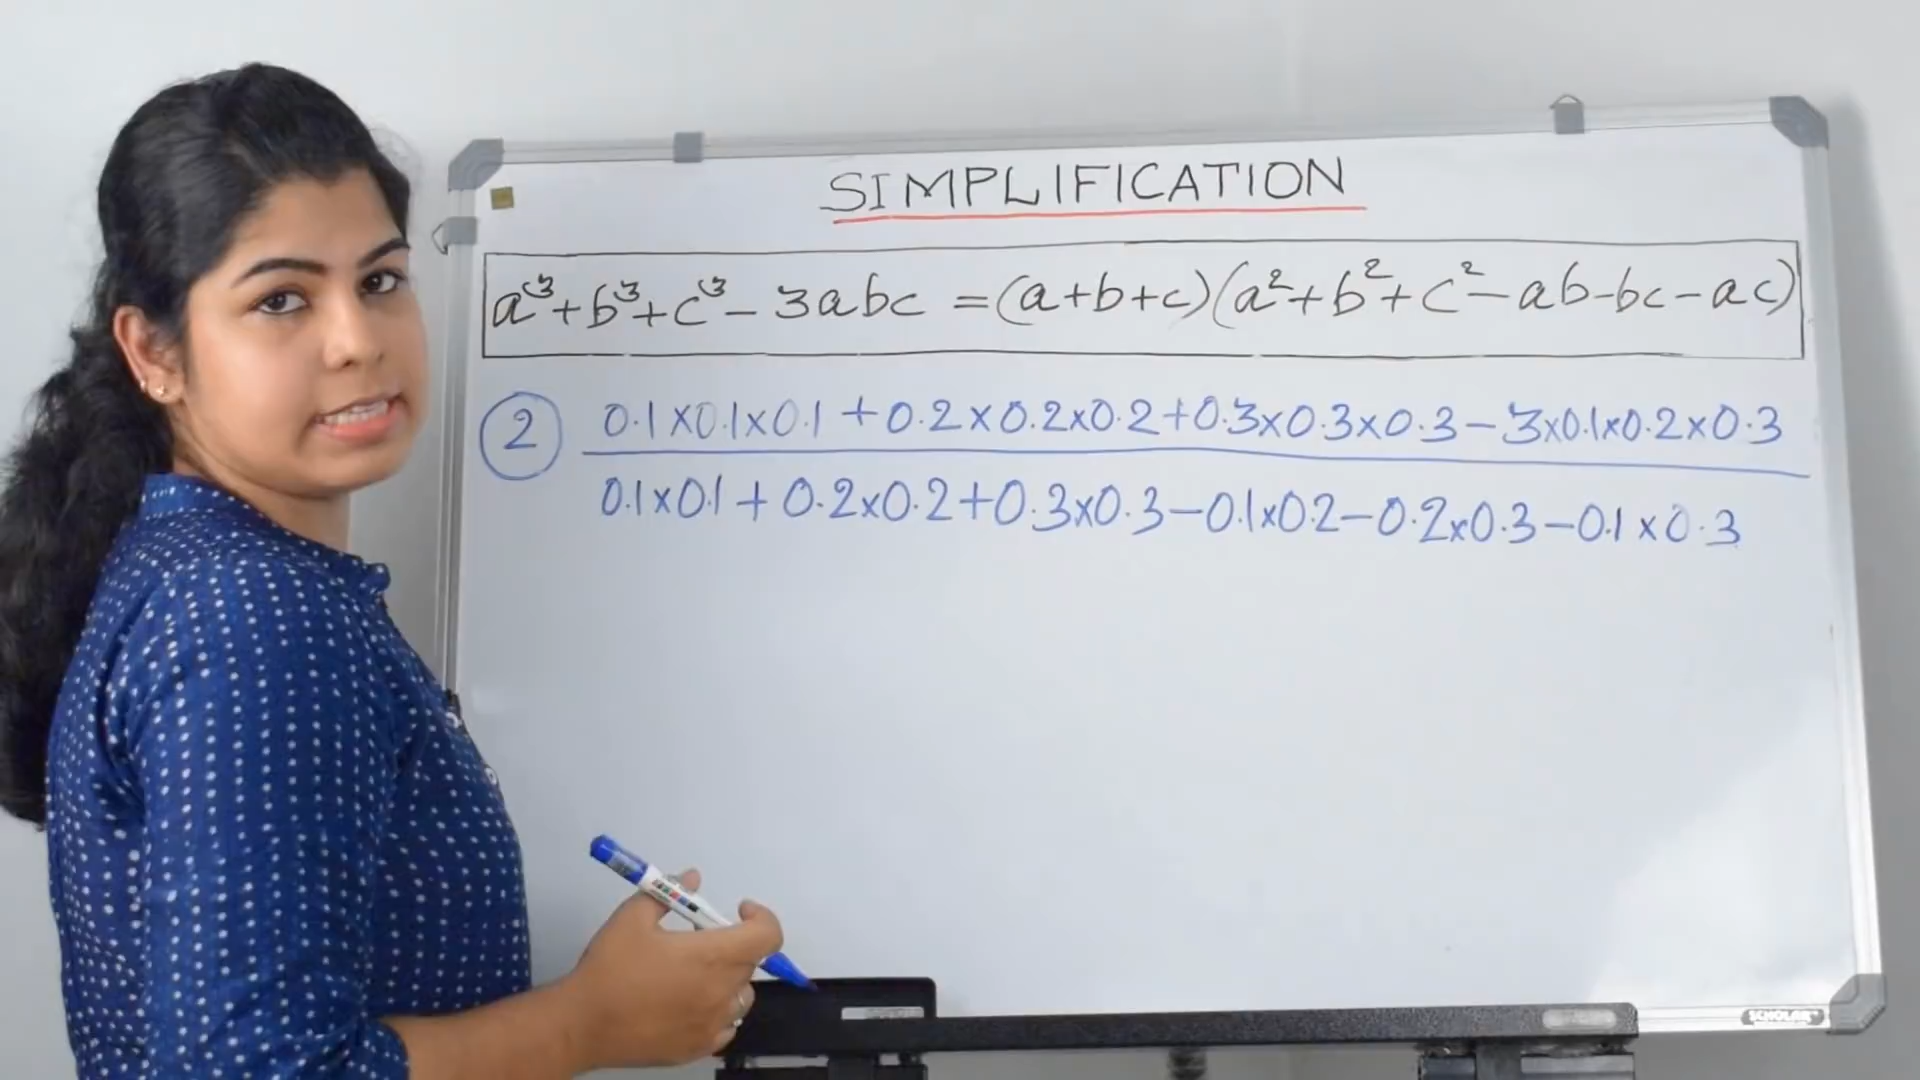 SIMPLIFICATION
a³+b³+c³-3abc=(a+b+c)(a²+b²+c²-ab-bc-ac)
2 0.1×0.1×0.1+0.2×0.2×0.2+0.3×0.3×0.3-3×0.1×0.2×0.3
0.1×0.1+0.2×0.2+0.3×0.3-0.1×0.2-0.2×0.3-0.1×0.3
SCHOLAR